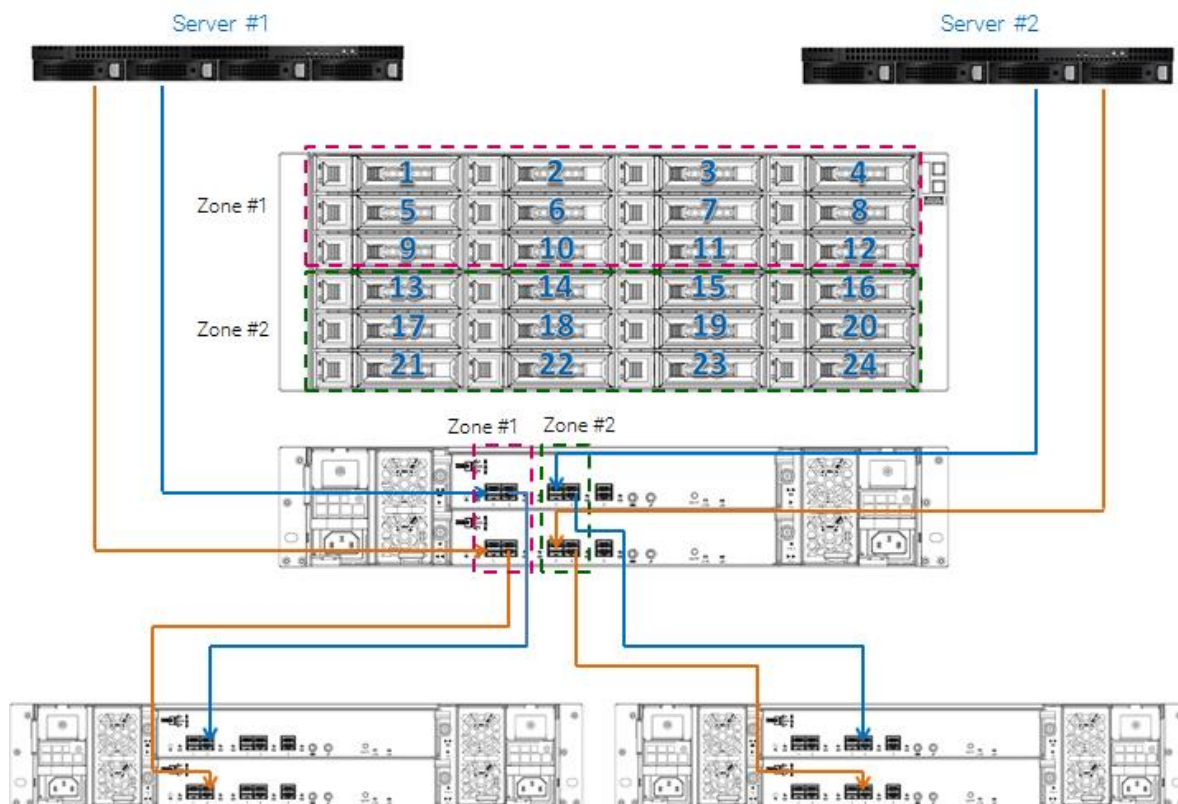 Server #1
Server #2
Zone #1
1 2 3 4
5 6 7 8
9 10 11 12
Zone #2
13 14 15 16
17 18 19 20
21 22 23 24
Zone #1 Zone #2